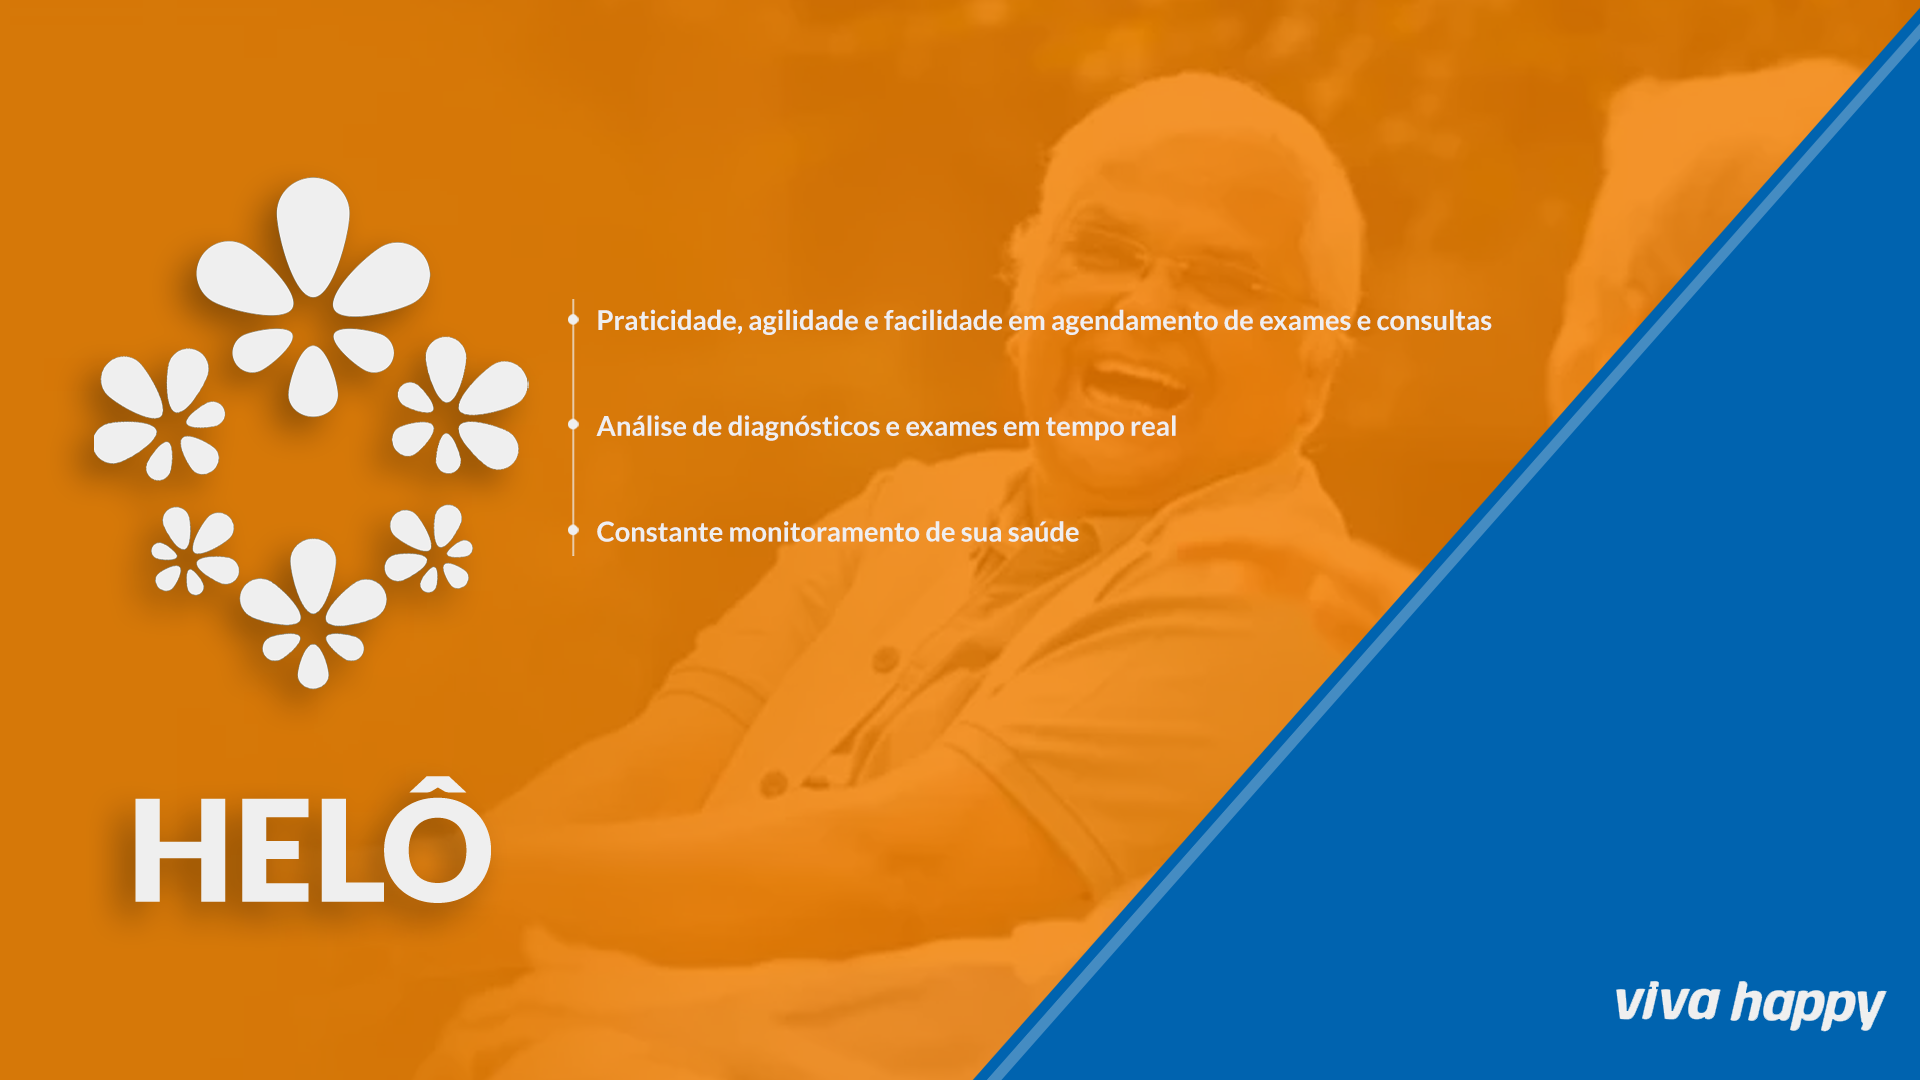 Praticidade, agilidade e facilidade em agendamento de exames e consultas
Análise de diagnósticos e exames em tempo real
Constante monitoramento de sua saúde
HELÔ
viva happy